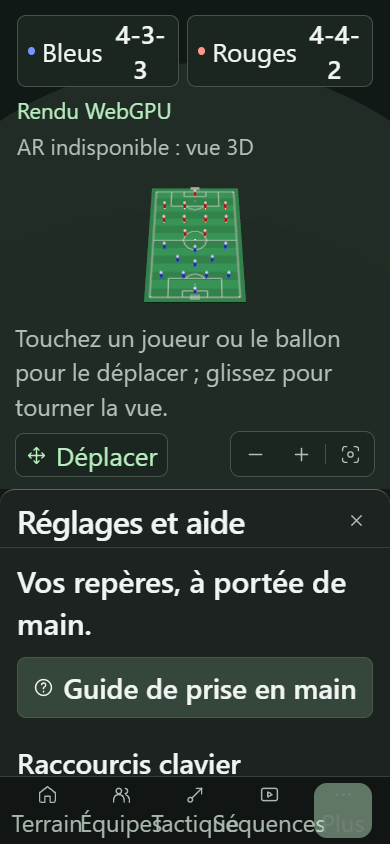 Bleus 4-3-3 Rouges 4-4-2
Rendu WebGPU
AR indisponible : vue 3D
Touchez un joueur ou le ballon
pour le déplacer ; glissez pour
tourner la vue.
Déplacer
Réglages et aide
Vos repères, à portée de
main.
Guide de prise en main
Raccourcis clavier
Terrain Équipes Tactique Séquences Plus